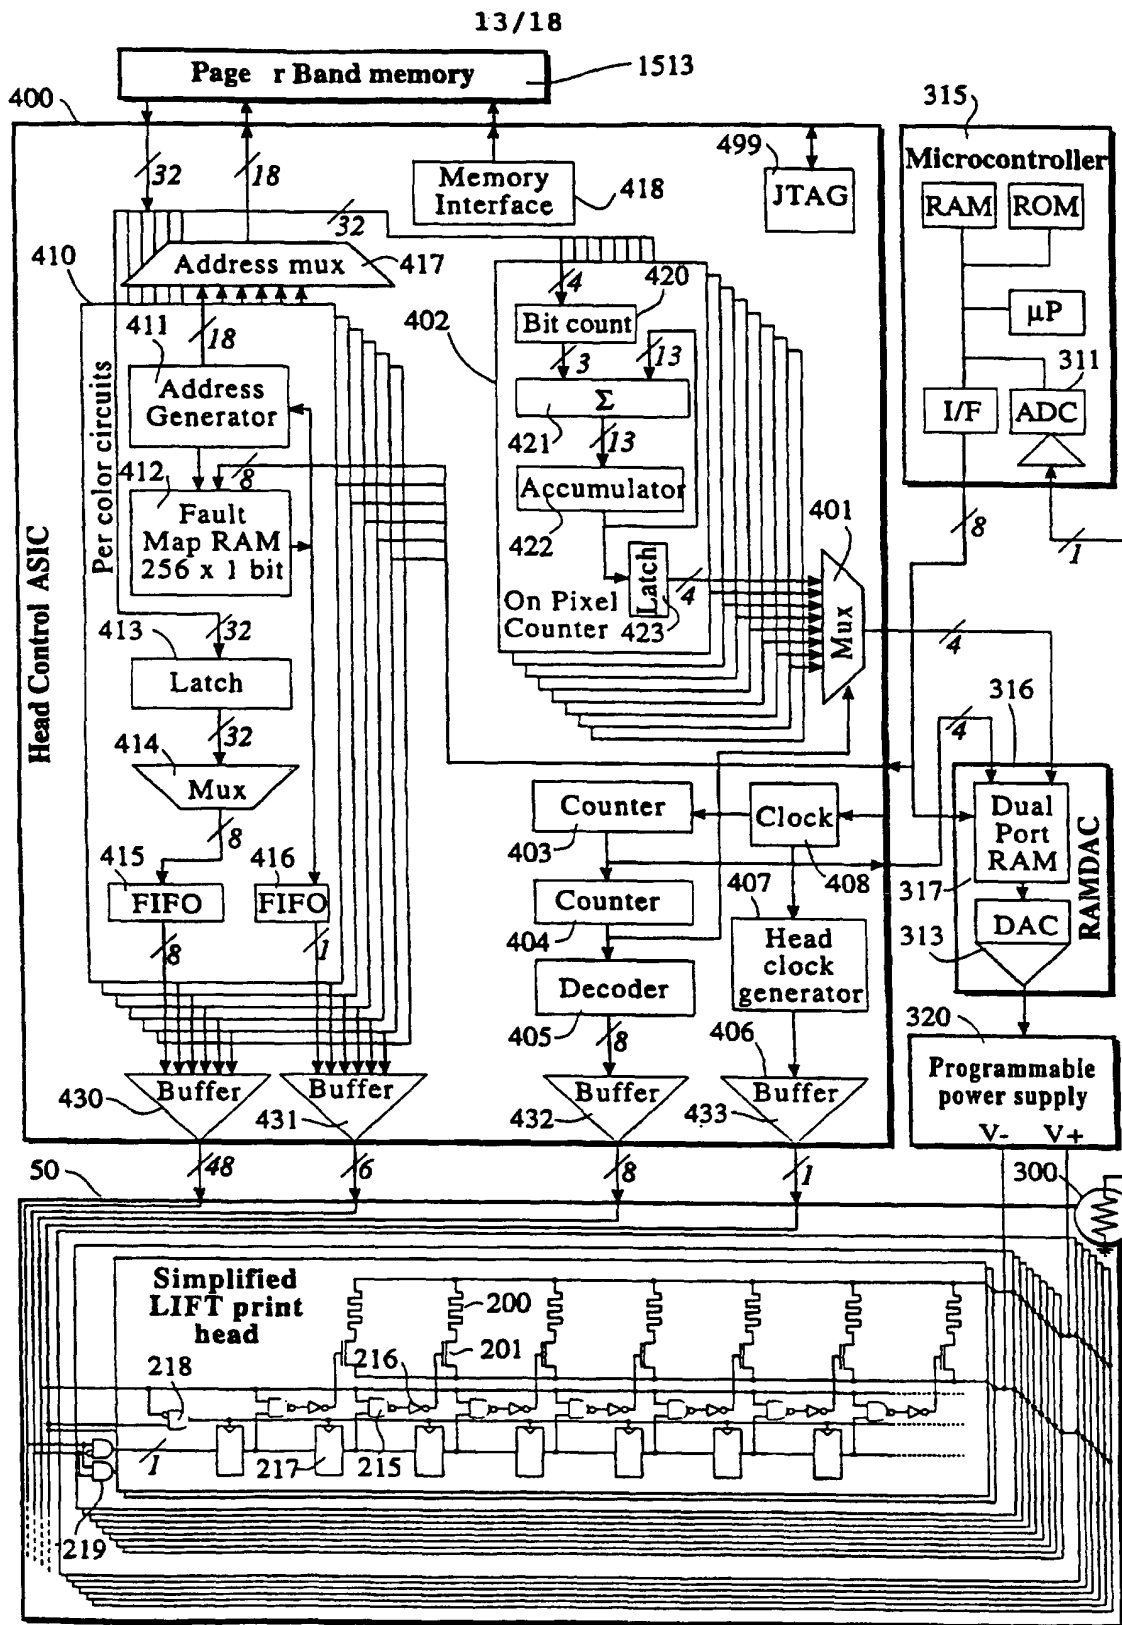 13/18
Page r Band memory
1513
400
32
18
Memory
Interface
418
499
JTAG
315
Microcontroller
RAM
ROM
µP
311
I/F
ADC
8
1
32
Address mux
417
410
411
18
Address
Generator
Per color circuits
412
8
Fault
Map RAM
256 x 1 bit
413
32
Latch
32
414
Mux
8
415
FIFO
416
FIFO
8
1
Head Control ASIC
402
4
420
Bit count
3
13
Σ
421
13
Accumulator
422
Latch
4
423
On Pixel
Counter
401
Mux
4
4
316
Dual
Port
RAM
317
DAC
313
RAMDAC
Counter
403
Clock
408
Counter
404
407
Head
clock
generator
Decoder
405
8
406
Buffer
430
Buffer
431
Buffer
432
Buffer
433
320
Programmable
power supply
V-
V+
48
6
8
1
50
300
Simplified
LIFT print
head
200
201
216
218
1
217
215
219